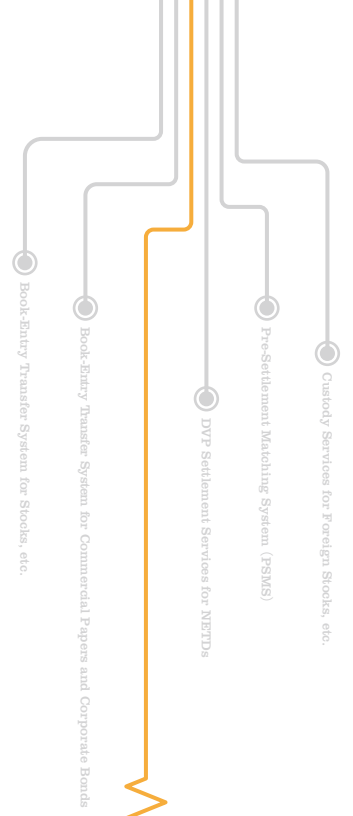 Book-Entry Transfer System for Stocks, etc.
Book-Entry Transfer System for Commercial Papers and Corporate Bonds
DVP Settlement Services for NETDs
Pre-Settlement Matching System (PSMS)
Custody Services for Foreign Stocks, etc.